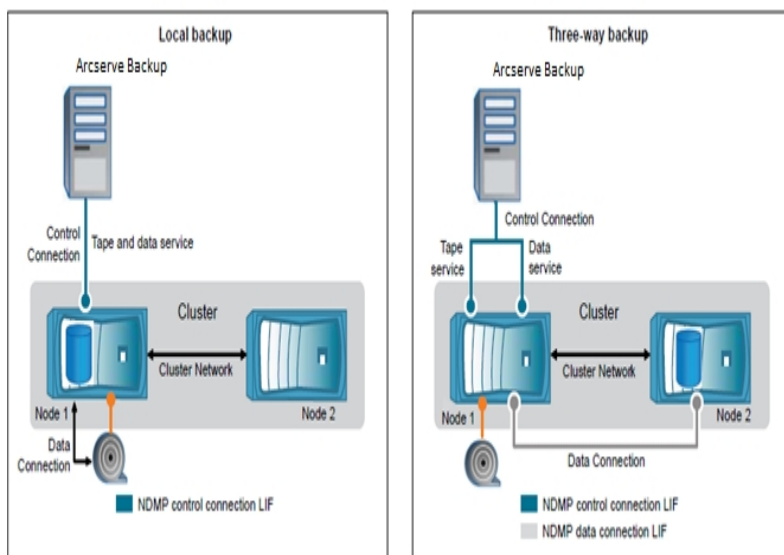 Local backup
Arcserve Backup
Control
Connection
Tape and data service
Cluster
Cluster Network
Node 1
Node 2
Data
Connection
NDMP control connection LIF
Three-way backup
Arcserve Backup
Control Connection
Tape
service
Data
service
Cluster
Cluster Network
Node 1
Node 2
Data Connection
NDMP control connection LIF
NDMP data connection LIF